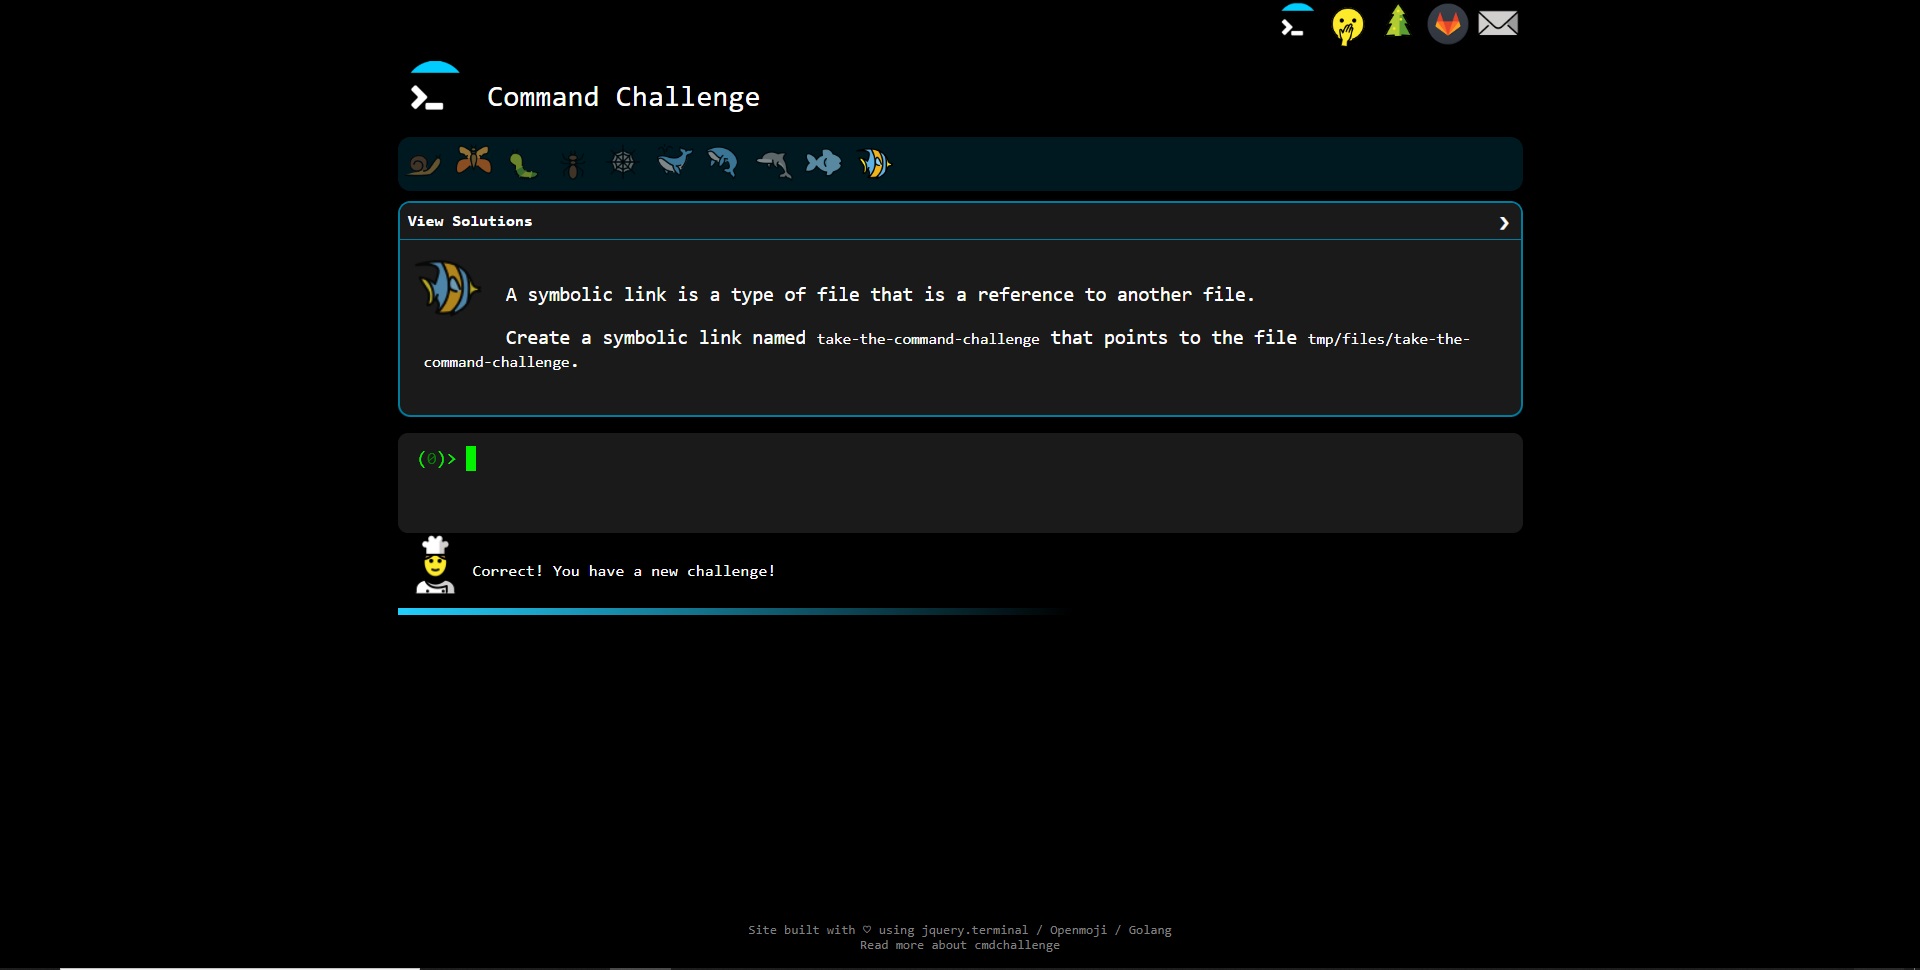 Command Challenge
View Solutions ❯
A symbolic link is a type of file that is a reference to another file.
Create a symbolic link named take-the-command-challenge that points to the file tmp/files/take-the-
command-challenge.
(0)>
Correct! You have a new challenge!
Site built with ♡ using jquery.terminal / Openmoji / Golang
Read more about cmdchallenge